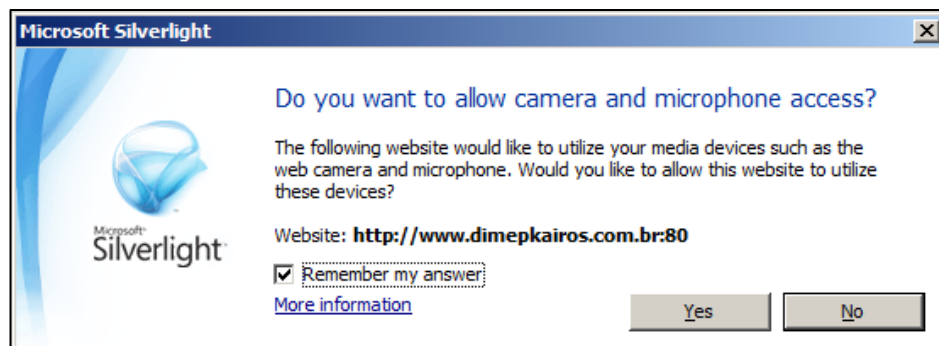 Microsoft Silverlight
Do you want to allow camera and microphone access?
The following website would like to utilize your media devices such as the
web camera and microphone. Would you like to allow this website to utilize
these devices?
Microsoft®
Silverlight
Website: http://www.dimepkairos.com.br:80
Remember my answer
More information
Yes
No